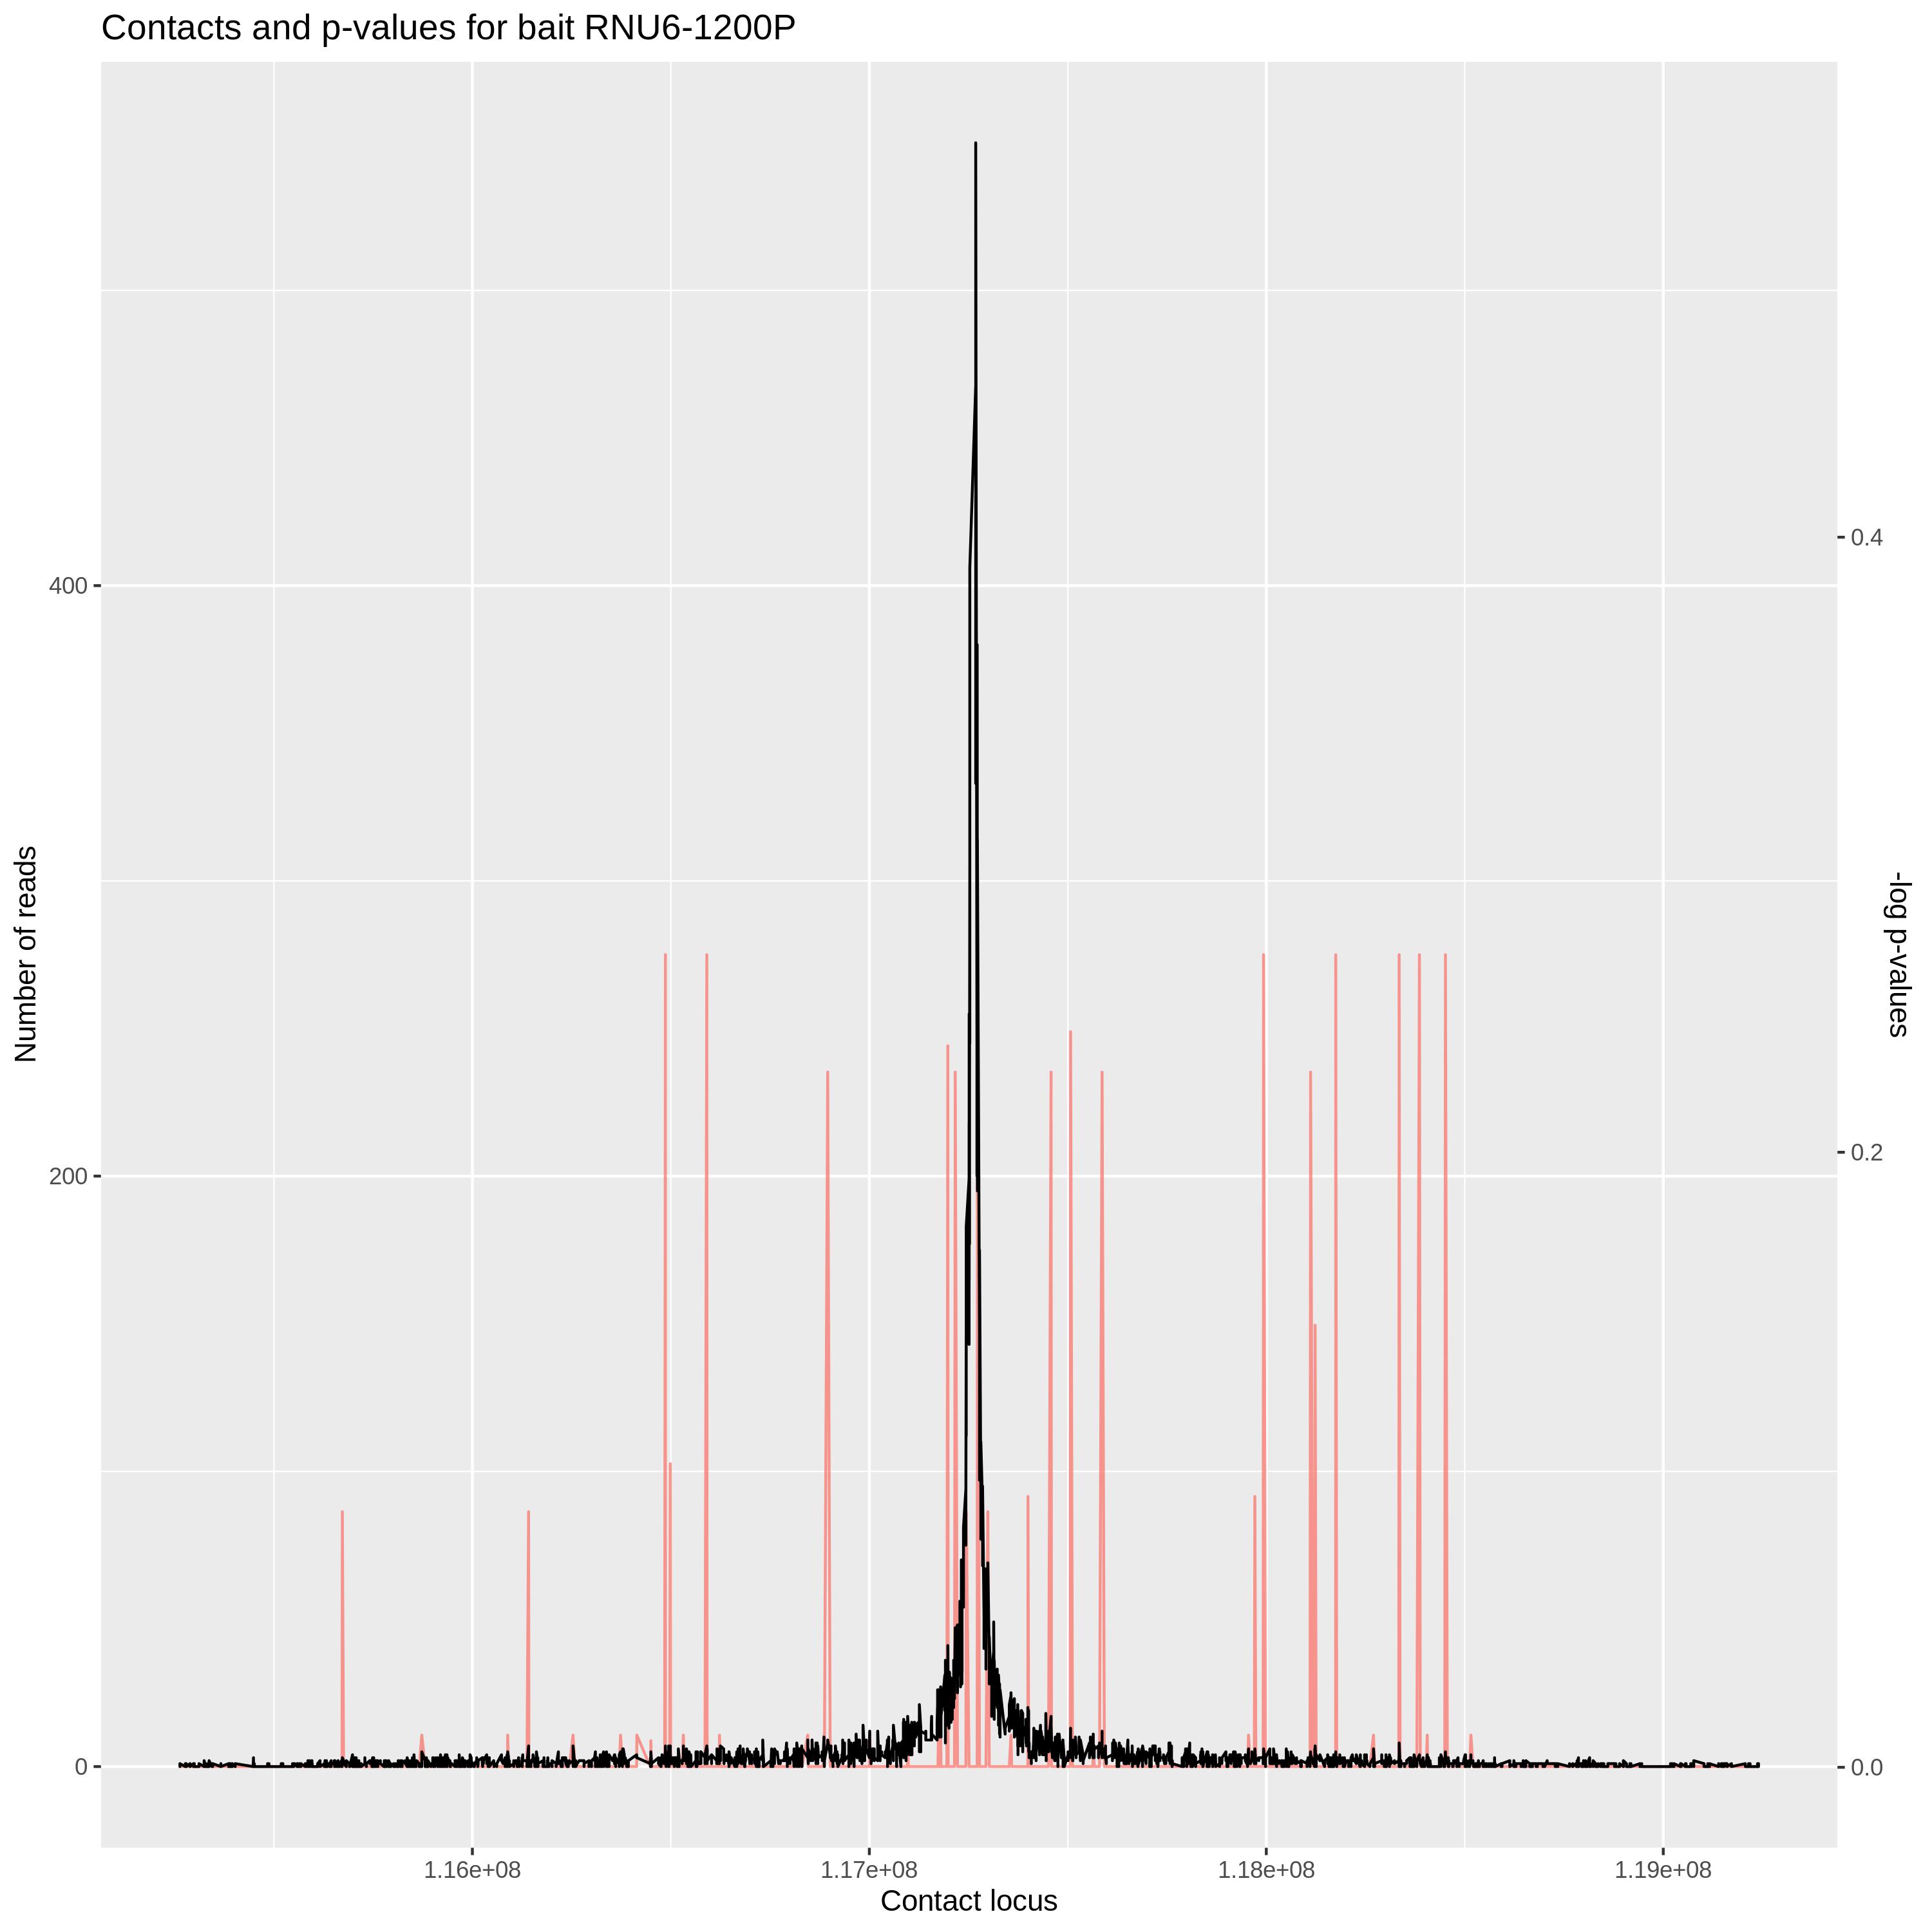 Contacts and p-values for bait RNU6-1200P
Number of reads
400
200
0
0.4
0.2
0.0
-log p-values
1.16e+08
1.17e+08
1.18e+08
1.19e+08
Contact locus